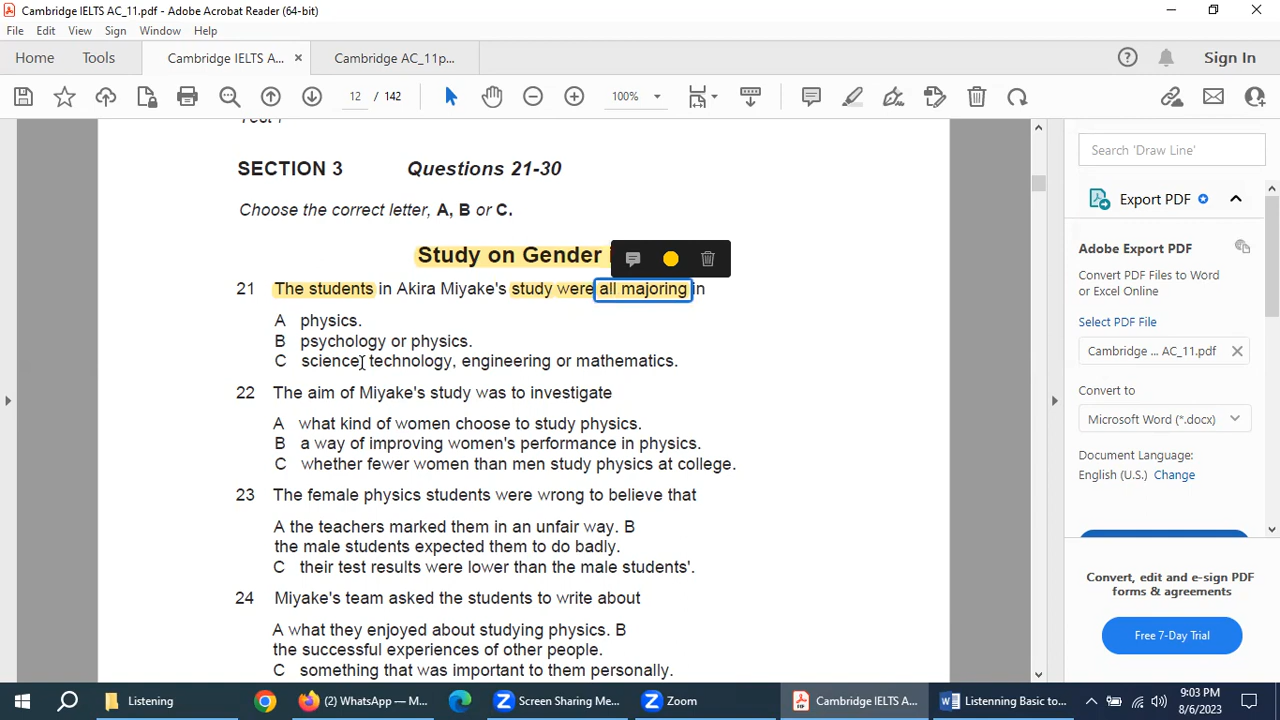 Cambridge IELTS AC_11.pdf - Adobe Acrobat Reader (64-bit)
File Edit View Sign Window Help
Home Tools Cambridge IELTS A... × Cambridge AC_11p... Sign In
12 / 142 100%
Search 'Draw Line'
SECTION 3 Questions 21-30
Choose the correct letter, A, B or C.
Study on Gender
21 The students in Akira Miyake's study were all majoring in
A physics.
B psychology or physics.
C science, technology, engineering or mathematics.
22 The aim of Miyake's study was to investigate
A what kind of women choose to study physics.
B a way of improving women's performance in physics.
C whether fewer women than men study physics at college.
23 The female physics students were wrong to believe that
A the teachers marked them in an unfair way. B
the male students expected them to do badly.
C their test results were lower than the male students'.
24 Miyake's team asked the students to write about
A what they enjoyed about studying physics. B
the successful experiences of other people.
C something that was important to them personally.
Export PDF
Adobe Export PDF
Convert PDF Files to Word
or Excel Online
Select PDF File
Cambridge ... AC_11.pdf
Convert to
Microsoft Word (*.docx)
Document Language:
English (U.S.) Change
Convert, edit and e-sign PDF
forms & agreements
Free 7-Day Trial
Listening (2) WhatsApp — M... Screen Sharing Me... Zoom Cambridge IELTS A... Listenning Basic to...
9:03 PM
8/6/2023